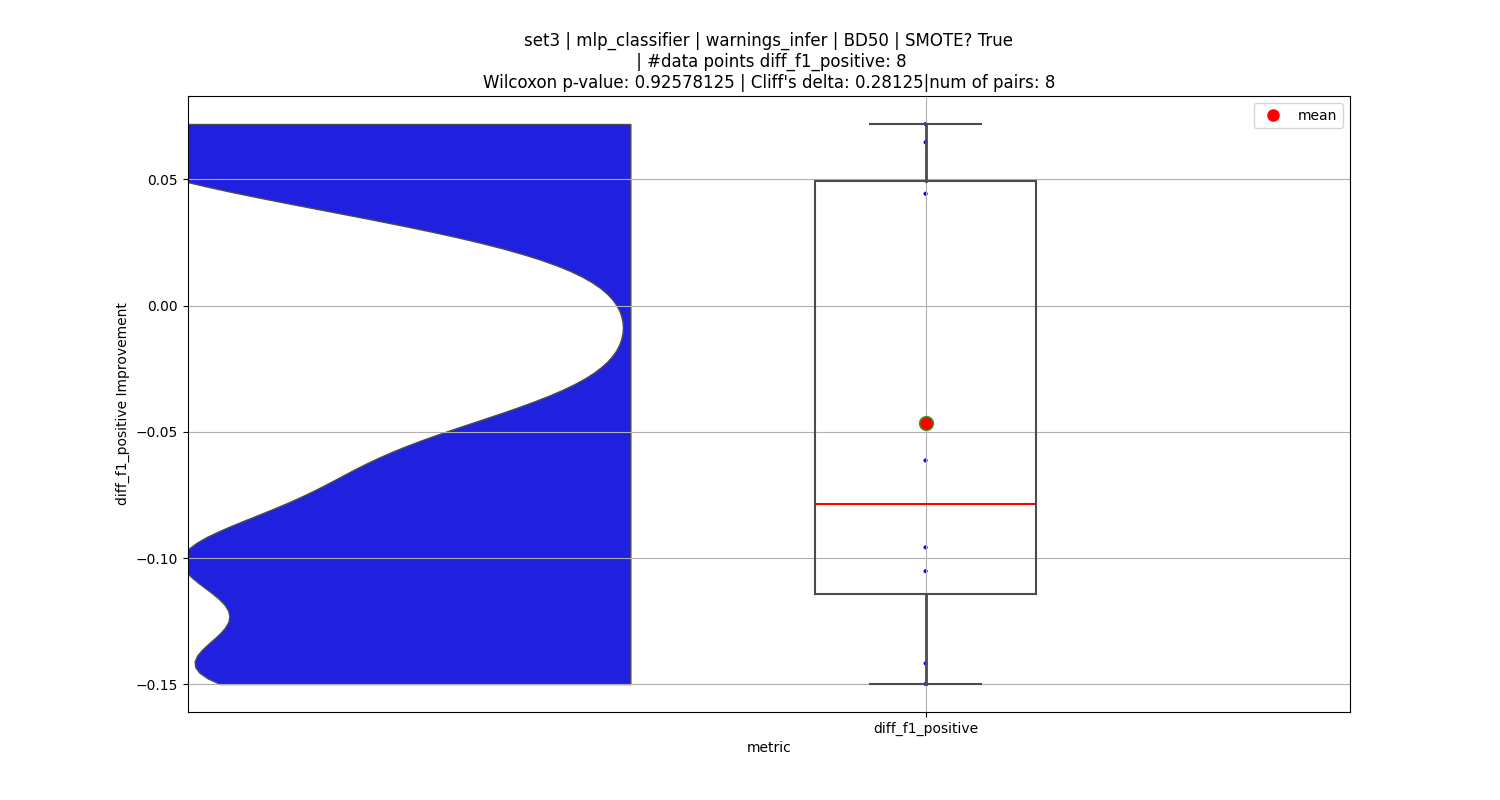 set3 | mlp_classifier | warnings_infer | BD50 | SMOTE? True
| #data points diff_f1_positive: 8
Wilcoxon p-value: 0.92578125 | Cliff's delta: 0.28125|num of pairs: 8
mean
0.05
0.00
−0.05
−0.10
−0.15
diff_f1_positive Improvement
diff_f1_positive
metric